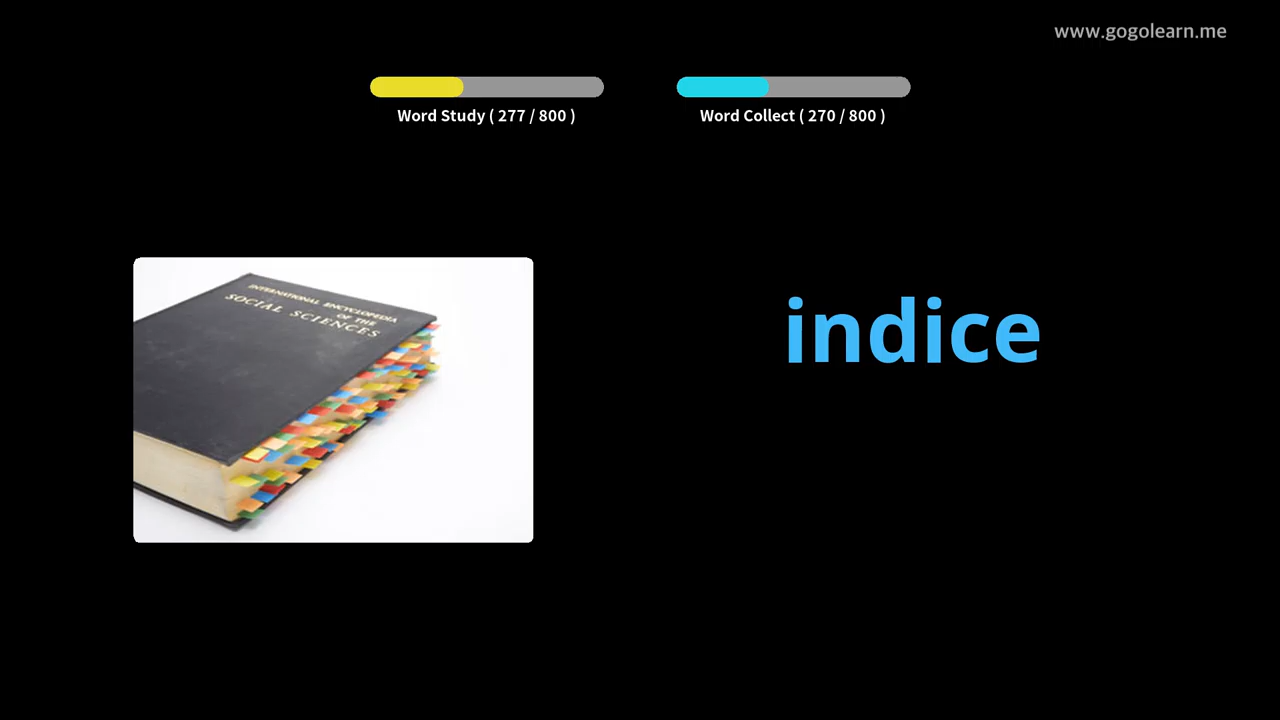 www.gogolearn.me
Word Study ( 277 / 800 )
Word Collect ( 270 / 800 )
INTERNATIONAL ENCYCLOPEDIA
OF THE
SOCIAL SCIENCES
indice